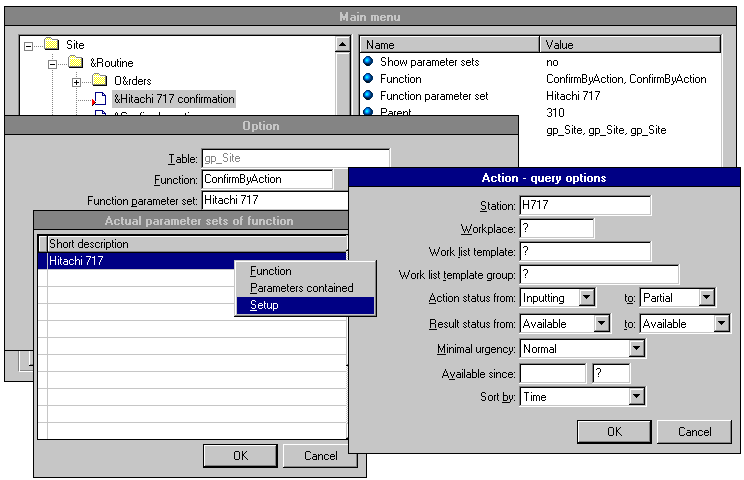 Main menu
Site
&Routine
O&rders
&Hitachi 717 confirmation
Name Value
Show parameter sets no
Function ConfirmByAction, ConfirmByAction
Function parameter set Hitachi 717
Parent 310
gp_Site, gp_Site, gp_Site
Option
Table: gp_Site
Function: ConfirmByAction
Function parameter set: Hitachi 717
Actual parameter sets of function
Short description
Hitachi 717
Function
Parameters contained
Setup
OK Cancel
Action - query options
Station: H717
Workplace: ?
Work list template: ?
Work list template group: ?
Action status from: Inputting to: Partial
Result status from: Available to: Available
Minimal urgency: Normal
Available since: ?
Sort by: Time
OK Cancel